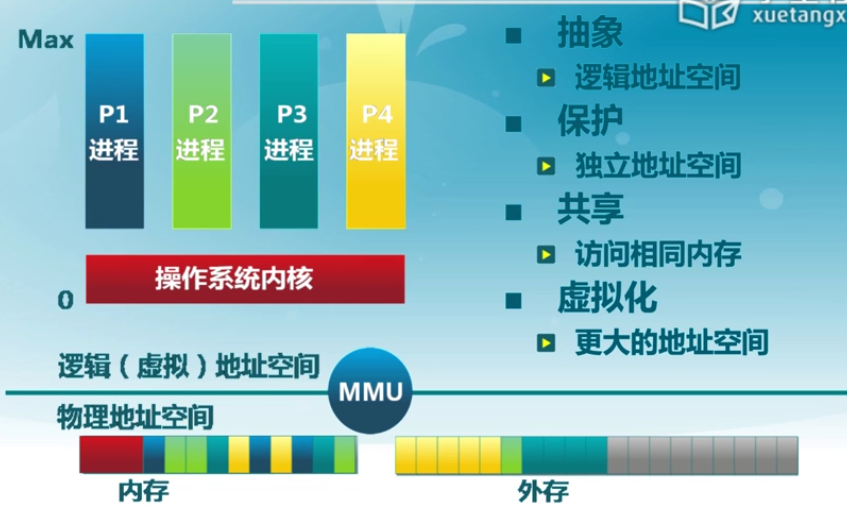 xuetangx
Max
P1
进程
P2
进程
P3
进程
P4
进程
操作系统内核
0
逻辑（虚拟）地址空间
MMU
物理地址空间
内存
外存
抽象
逻辑地址空间
保护
独立地址空间
共享
访问相同内存
虚拟化
更大的地址空间